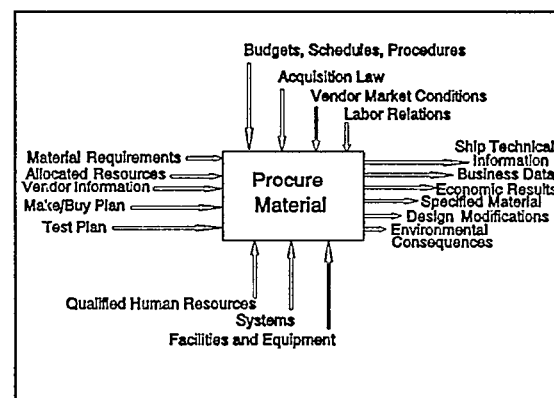 Budgets, Schedules, Procedures
Acquisition Law
Vendor Market Conditions
Labor Relations
Material Requirements
Allocated Resources
Vendor Information
Make/Buy Plan
Test Plan
Procure
Material
Ship Technical
Information
Business Data
Economic Results
Specified Material
Design Modifications
Environmental
Consequences
Qualified Human Resources
Systems
Facilities and Equipment